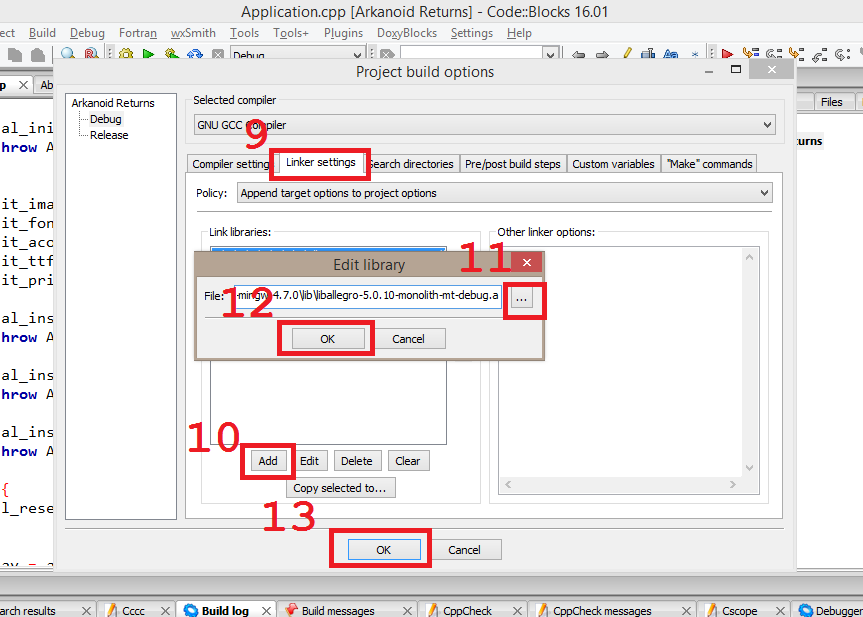 Application.cpp [Arkanoid Returns] - Code::Blocks 16.01
ect Build Debug Fortran wxSmith Tools Tools+ Plugins DoxyBlocks Settings Help
Debug
Project build options
p
Ab
Files
Arkanoid Returns
Debug
Release
Selected compiler
GNU GCC Compiler
9
urns
Compiler setting Linker settings Search directories Pre/post build steps Custom variables "Make" commands
Policy: Append target options to project options
Link libraries:
Other linker options:
11
Edit library
File: -mingw-4.7.0\lib\liballegro-5.0.10-monolith-mt-debug.a ...
12
OK Cancel
10
Add Edit Delete Clear
Copy selected to...
13
OK Cancel
al_ini
hrow A
it_ima
it_fon
it_aco
it_ttf
it_pri
al_ins
hrow A
al_ins
hrow A
al_ins
hrow A
{
l_rese
arch results Cccc Build log Build messages CppCheck CppCheck messages Cscope Debugger